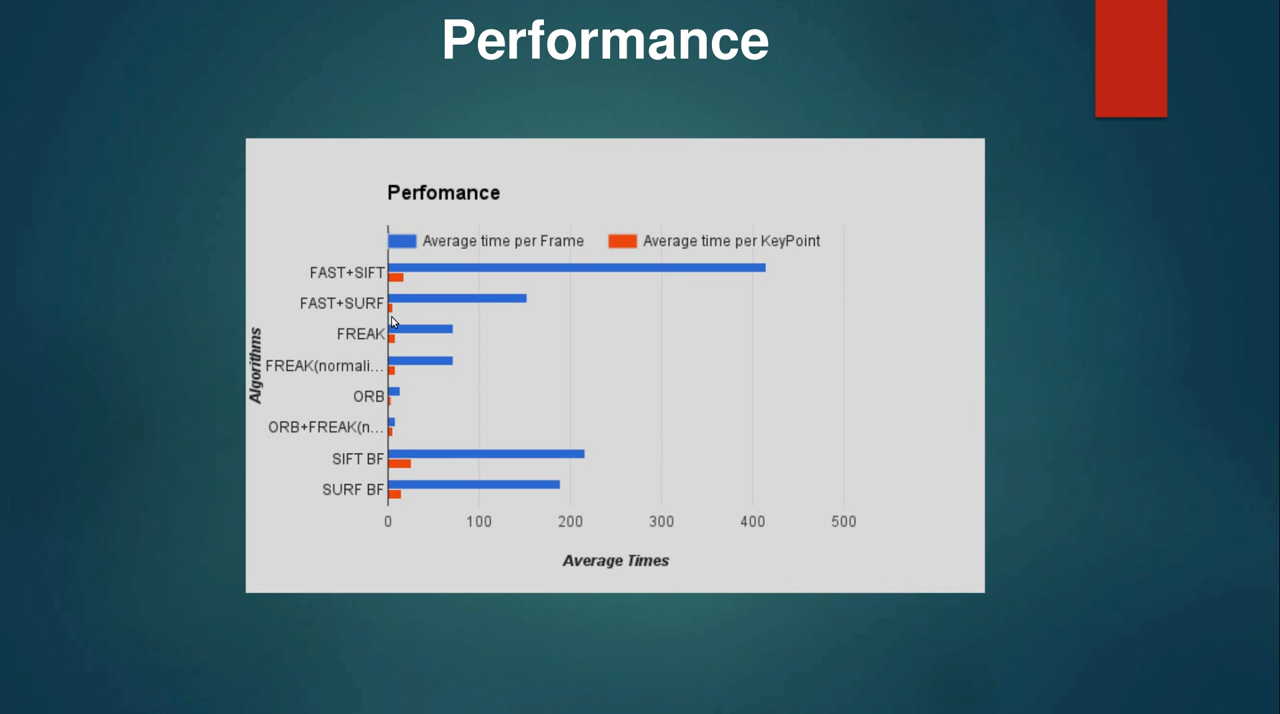 Performance
Perfomance
Average time per Frame
Average time per KeyPoint
FAST+SIFT
FAST+SURF
FREAK
FREAK(normali...
ORB
ORB+FREAK(n...
SIFT BF
SURF BF
Algorithms
0 100 200 300 400 500
Average Times